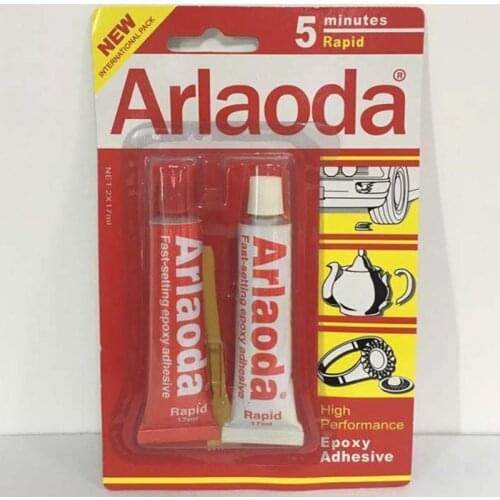 NEW
INTERNATIONAL PACK
5 minutes
Rapid
Arlaoda®
NET.2X17ml
Arlaoda
Fast-setting epoxy adhesive
Rapid
17ml
Arlaoda
Fast-setting epoxy adhesive
Rapid
17ml
High
Performance
Epoxy
Adhesive